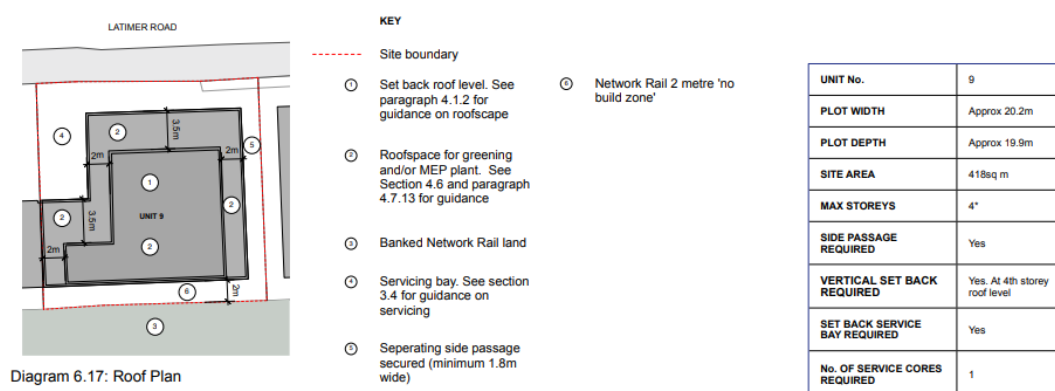 LATIMER ROAD
4
2
3.5m
5
2m
2m
1
2
3.5m
UNIT 9
2
2
2m
6
2m
3
Diagram 6.17: Roof Plan
KEY
Site boundary
1 Set back roof level. See
paragraph 4.1.2 for
guidance on roofscape
2 Roofspace for greening
and/or MEP plant. See
Section 4.6 and paragraph
4.7.13 for guidance
3 Banked Network Rail land
4 Servicing bay. See section
3.4 for guidance on
servicing
5 Seperating side passage
secured (minimum 1.8m
wide)
6 Network Rail 2 metre 'no
build zone'
UNIT No. 9
PLOT WIDTH Approx 20.2m
PLOT DEPTH Approx 19.9m
SITE AREA 418sq m
MAX STOREYS 4*
SIDE PASSAGE
REQUIRED Yes
VERTICAL SET BACK
REQUIRED Yes. At 4th storey
roof level
SET BACK SERVICE
BAY REQUIRED Yes
No. OF SERVICE CORES
REQUIRED 1